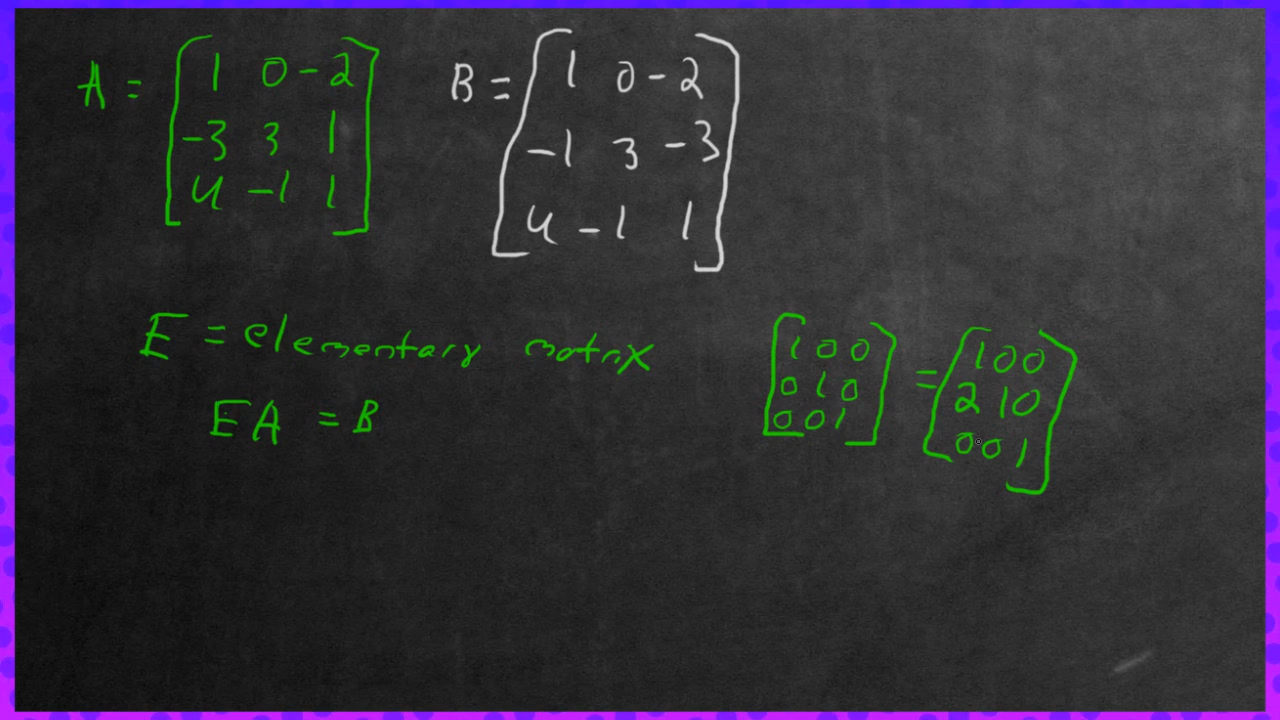 A = [1 0 -2] B = [1 0 -2]
[-3 3 1] [-1 3 -3]
[4 -1 1] [4 -1 1]
E = elementary matrix
EA = B
[1 0 0] = [1 0 0]
[0 1 0] [2 1 0]
[0 0 1] [0 0 1]